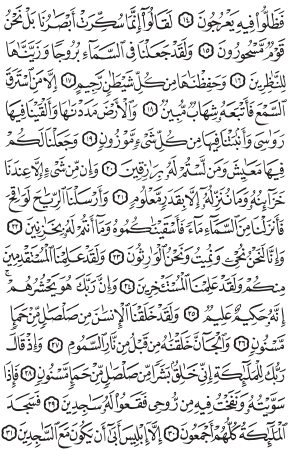 فَظَلُّوا۟ فِيهِ يَعْرُجُونَ ﴿١٤﴾ لَقَالُوٓا۟ إِنَّمَا سُكِّرَتْ أَبْصَـٰرُنَا بَلْ نَحْنُ
قَوْمٌ مَّسْحُورُونَ ﴿١٥﴾ وَلَقَدْ جَعَلْنَا فِى ٱلسَّمَآءِ بُرُوجًا وَزَيَّنَّـٰهَا
لِلنَّـٰظِرِينَ ﴿١٦﴾ وَحَفِظْنَـٰهَا مِن كُلِّ شَيْطَـٰنٍ رَّجِيمٍ ﴿١٧﴾ إِلَّا مَنِ ٱسْتَرَقَ
ٱلسَّمْعَ فَأَتْبَعَهُۥ شِهَابٌ مُّبِينٌ ﴿١٨﴾ وَٱلْأَرْضَ مَدَدْنَـٰهَا وَأَلْقَيْنَا فِيهَا
رَوَٰسِىَ وَأَنۢبَتْنَا فِيهَا مِن كُلِّ شَىْءٍ مَّوْزُونٍ ﴿١٩﴾ وَجَعَلْنَا لَكُمْ
فِيهَا مَعَـٰيِشَ وَمَن لَّسْتُمْ لَهُۥ بِرَٰزِقِينَ ﴿٢٠﴾ وَإِن مِّن شَىْءٍ إِلَّا عِندَنَا
خَزَآئِنُهُۥ وَمَا نُنَزِّلُهُۥٓ إِلَّا بِقَدَرٍ مَّعْلُومٍ ﴿٢١﴾ وَأَرْسَلْنَا ٱلرِّيَـٰحَ لَوَٰقِحَ
فَأَنزَلْنَا مِنَ ٱلسَّمَآءِ مَآءً فَأَسْقَيْنَـٰكُمُوهُ وَمَآ أَنتُمْ لَهُۥ بِخَـٰزِنِينَ ﴿٢٢﴾
وَإِنَّا لَنَحْنُ نُحْىِۦ وَنُمِيتُ وَنَحْنُ ٱلْوَٰرِثُونَ ﴿٢٣﴾ وَلَقَدْ عَلِمْنَا ٱلْمُسْتَقْدِمِينَ
مِنكُمْ وَلَقَدْ عَلِمْنَا ٱلْمُسْتَـْٔخِرِينَ ﴿٢٤﴾ وَإِنَّ رَبَّكَ هُوَ يَحْشُرُهُمْ ۚ
إِنَّهُۥ حَكِيمٌ عَلِيمٌ ﴿٢٥﴾ وَلَقَدْ خَلَقْنَا ٱلْإِنسَـٰنَ مِن صَلْصَـٰلٍ مِّنْ حَمَإٍ
مَّسْنُونٍ ﴿٢٦﴾ وَٱلْجَآنَّ خَلَقْنَـٰهُ مِن قَبْلُ مِن نَّارِ ٱلسَّمُومِ ﴿٢٧﴾ وَإِذْ قَالَ
رَبُّكَ لِلْمَلَـٰٓئِكَةِ إِنِّى خَـٰلِقٌۢ بَشَرًا مِّن صَلْصَـٰلٍ مِّنْ حَمَإٍ مَّسْنُونٍ ﴿٢٨﴾ فَإِذَا
سَوَّيْتُهُۥ وَنَفَخْتُ فِيهِ مِن رُّوحِى فَقَعُوا۟ لَهُۥ سَـٰجِدِينَ ﴿٢٩﴾ فَسَجَدَ
ٱلْمَلَـٰٓئِكَةُ كُلُّهُمْ أَجْمَعُونَ ﴿٣٠﴾ إِلَّآ إِبْلِيسَ أَبَىٰٓ أَن يَكُونَ مَعَ ٱلسَّـٰجِدِينَ ﴿٣١﴾